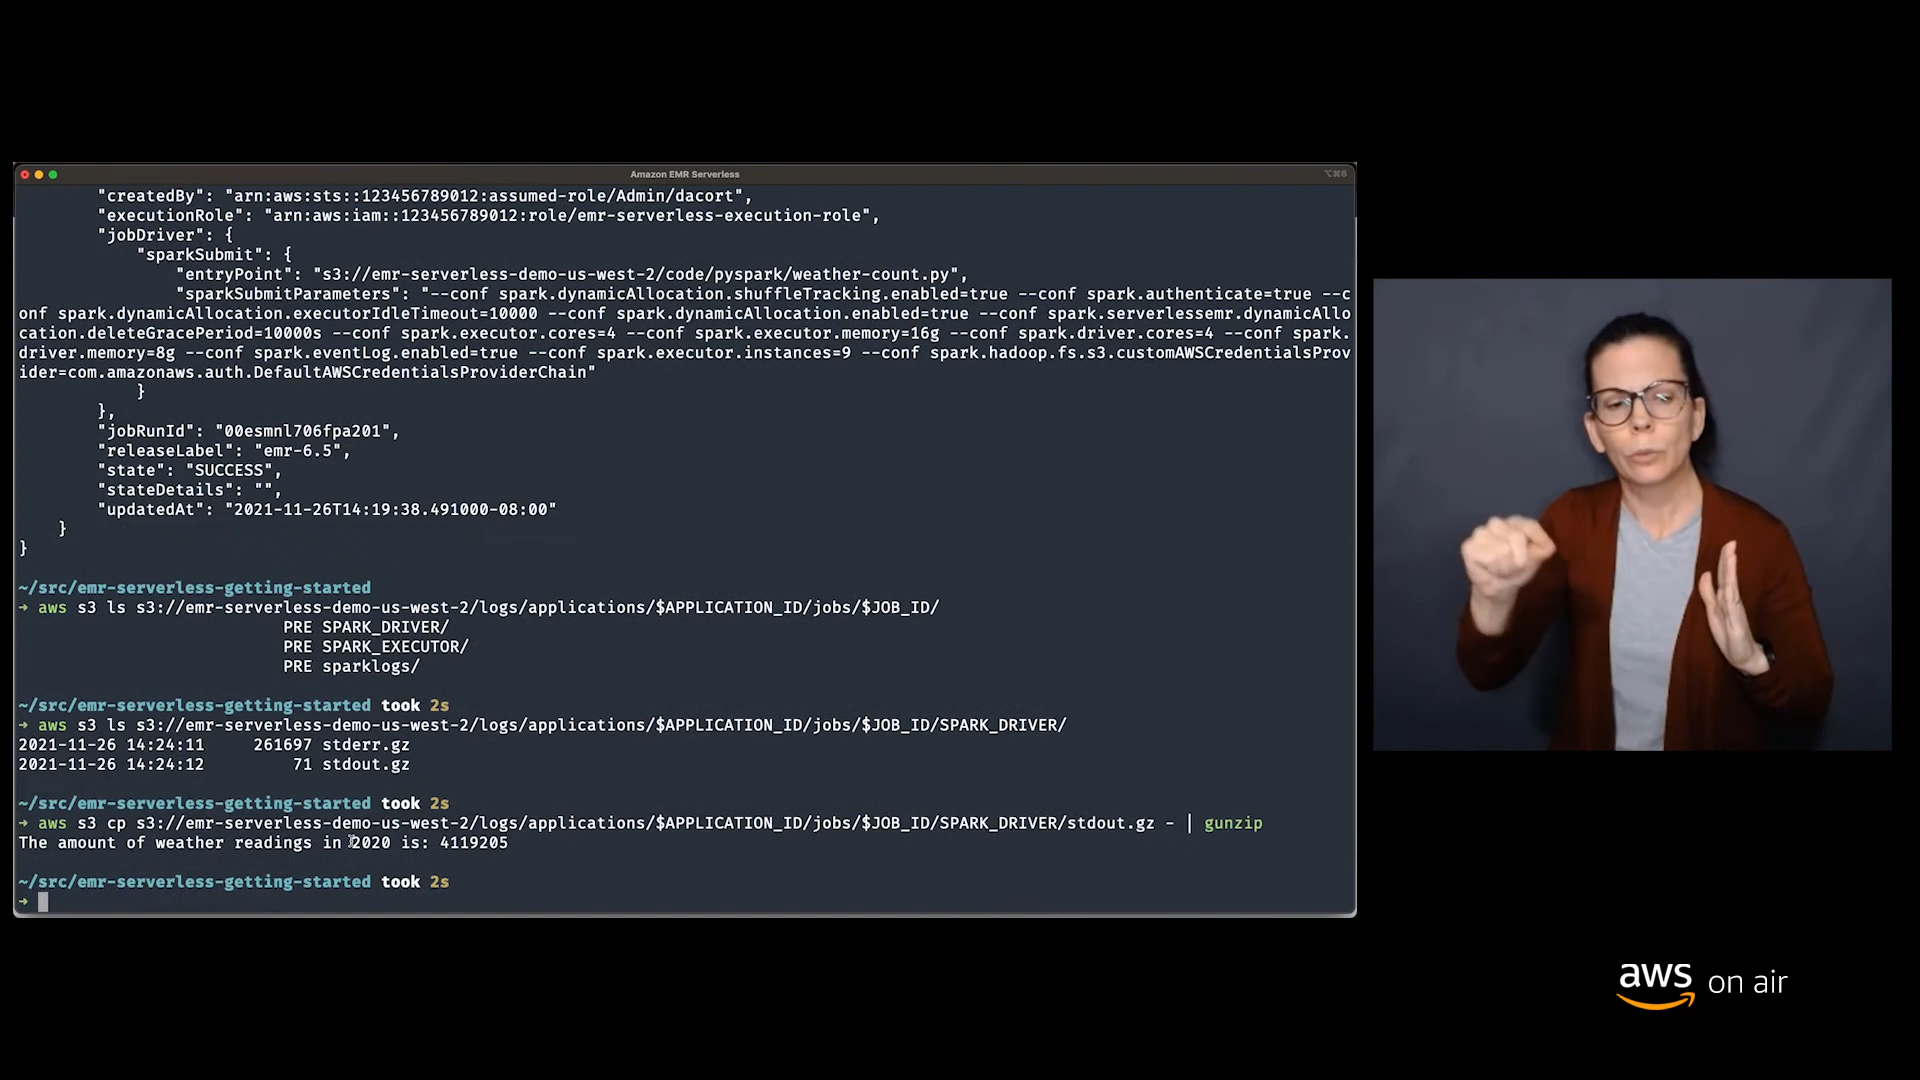 Amazon EMR Serverless
⌥⌘6
"createdBy": "arn:aws:sts::123456789012:assumed-role/Admin/dacort",
"executionRole": "arn:aws:iam::123456789012:role/emr-serverless-execution-role",
"jobDriver": {
"sparkSubmit": {
"entryPoint": "s3://emr-serverless-demo-us-west-2/code/pyspark/weather-count.py",
"sparkSubmitParameters": "--conf spark.dynamicAllocation.shuffleTracking.enabled=true --conf spark.authenticate=true --c
onf spark.dynamicAllocation.executorIdleTimeout=10000 --conf spark.dynamicAllocation.enabled=true --conf spark.serverlessemr.dynamicAllo
cation.deleteGracePeriod=10000s --conf spark.executor.cores=4 --conf spark.executor.memory=16g --conf spark.driver.cores=4 --conf spark.
driver.memory=8g --conf spark.eventLog.enabled=true --conf spark.executor.instances=9 --conf spark.hadoop.fs.s3.customAWSCredentialsProv
ider=com.amazonaws.auth.DefaultAWSCredentialsProviderChain"
}
},
"jobRunId": "00esmnl706fpa201",
"releaseLabel": "emr-6.5",
"state": "SUCCESS",
"stateDetails": "",
"updatedAt": "2021-11-26T14:19:38.491000-08:00"
}
}
~/src/emr-serverless-getting-started
➜ aws s3 ls s3://emr-serverless-demo-us-west-2/logs/applications/$APPLICATION_ID/jobs/$JOB_ID/
PRE SPARK_DRIVER/
PRE SPARK_EXECUTOR/
PRE sparklogs/
~/src/emr-serverless-getting-started took 2s
➜ aws s3 ls s3://emr-serverless-demo-us-west-2/logs/applications/$APPLICATION_ID/jobs/$JOB_ID/SPARK_DRIVER/
2021-11-26 14:24:11 261697 stderr.gz
2021-11-26 14:24:12 71 stdout.gz
~/src/emr-serverless-getting-started took 2s
➜ aws s3 cp s3://emr-serverless-demo-us-west-2/logs/applications/$APPLICATION_ID/jobs/$JOB_ID/SPARK_DRIVER/stdout.gz - | gunzip
The amount of weather readings in 2020 is: 4119205
~/src/emr-serverless-getting-started took 2s
➜
aws on air